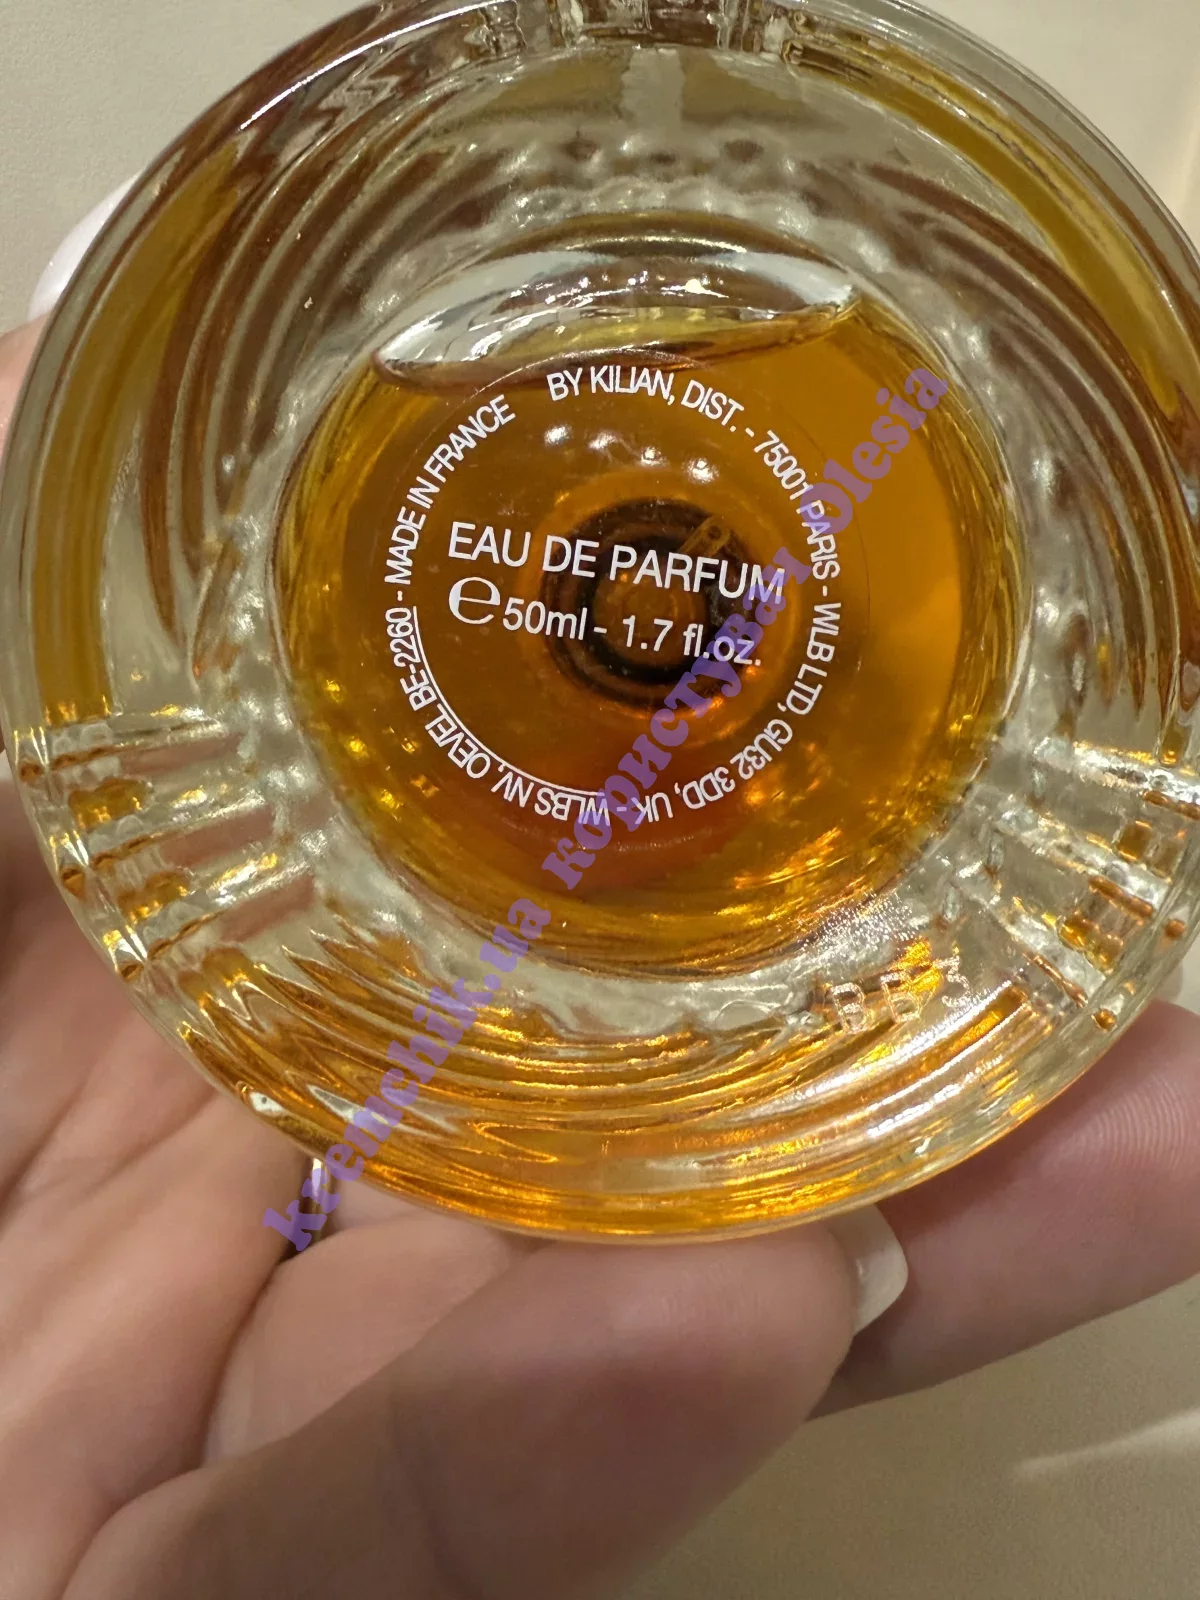 BY KILIAN, DIST. - 75001 PARIS - WLB LTD, GU32 3DD, UK - WLBS NV, OEVEL BE-2260 - MADE IN FRANCE
EAU DE PARFUM
e 50ml - 1.7 fl.oz.
kremchik.ua користувач olesia